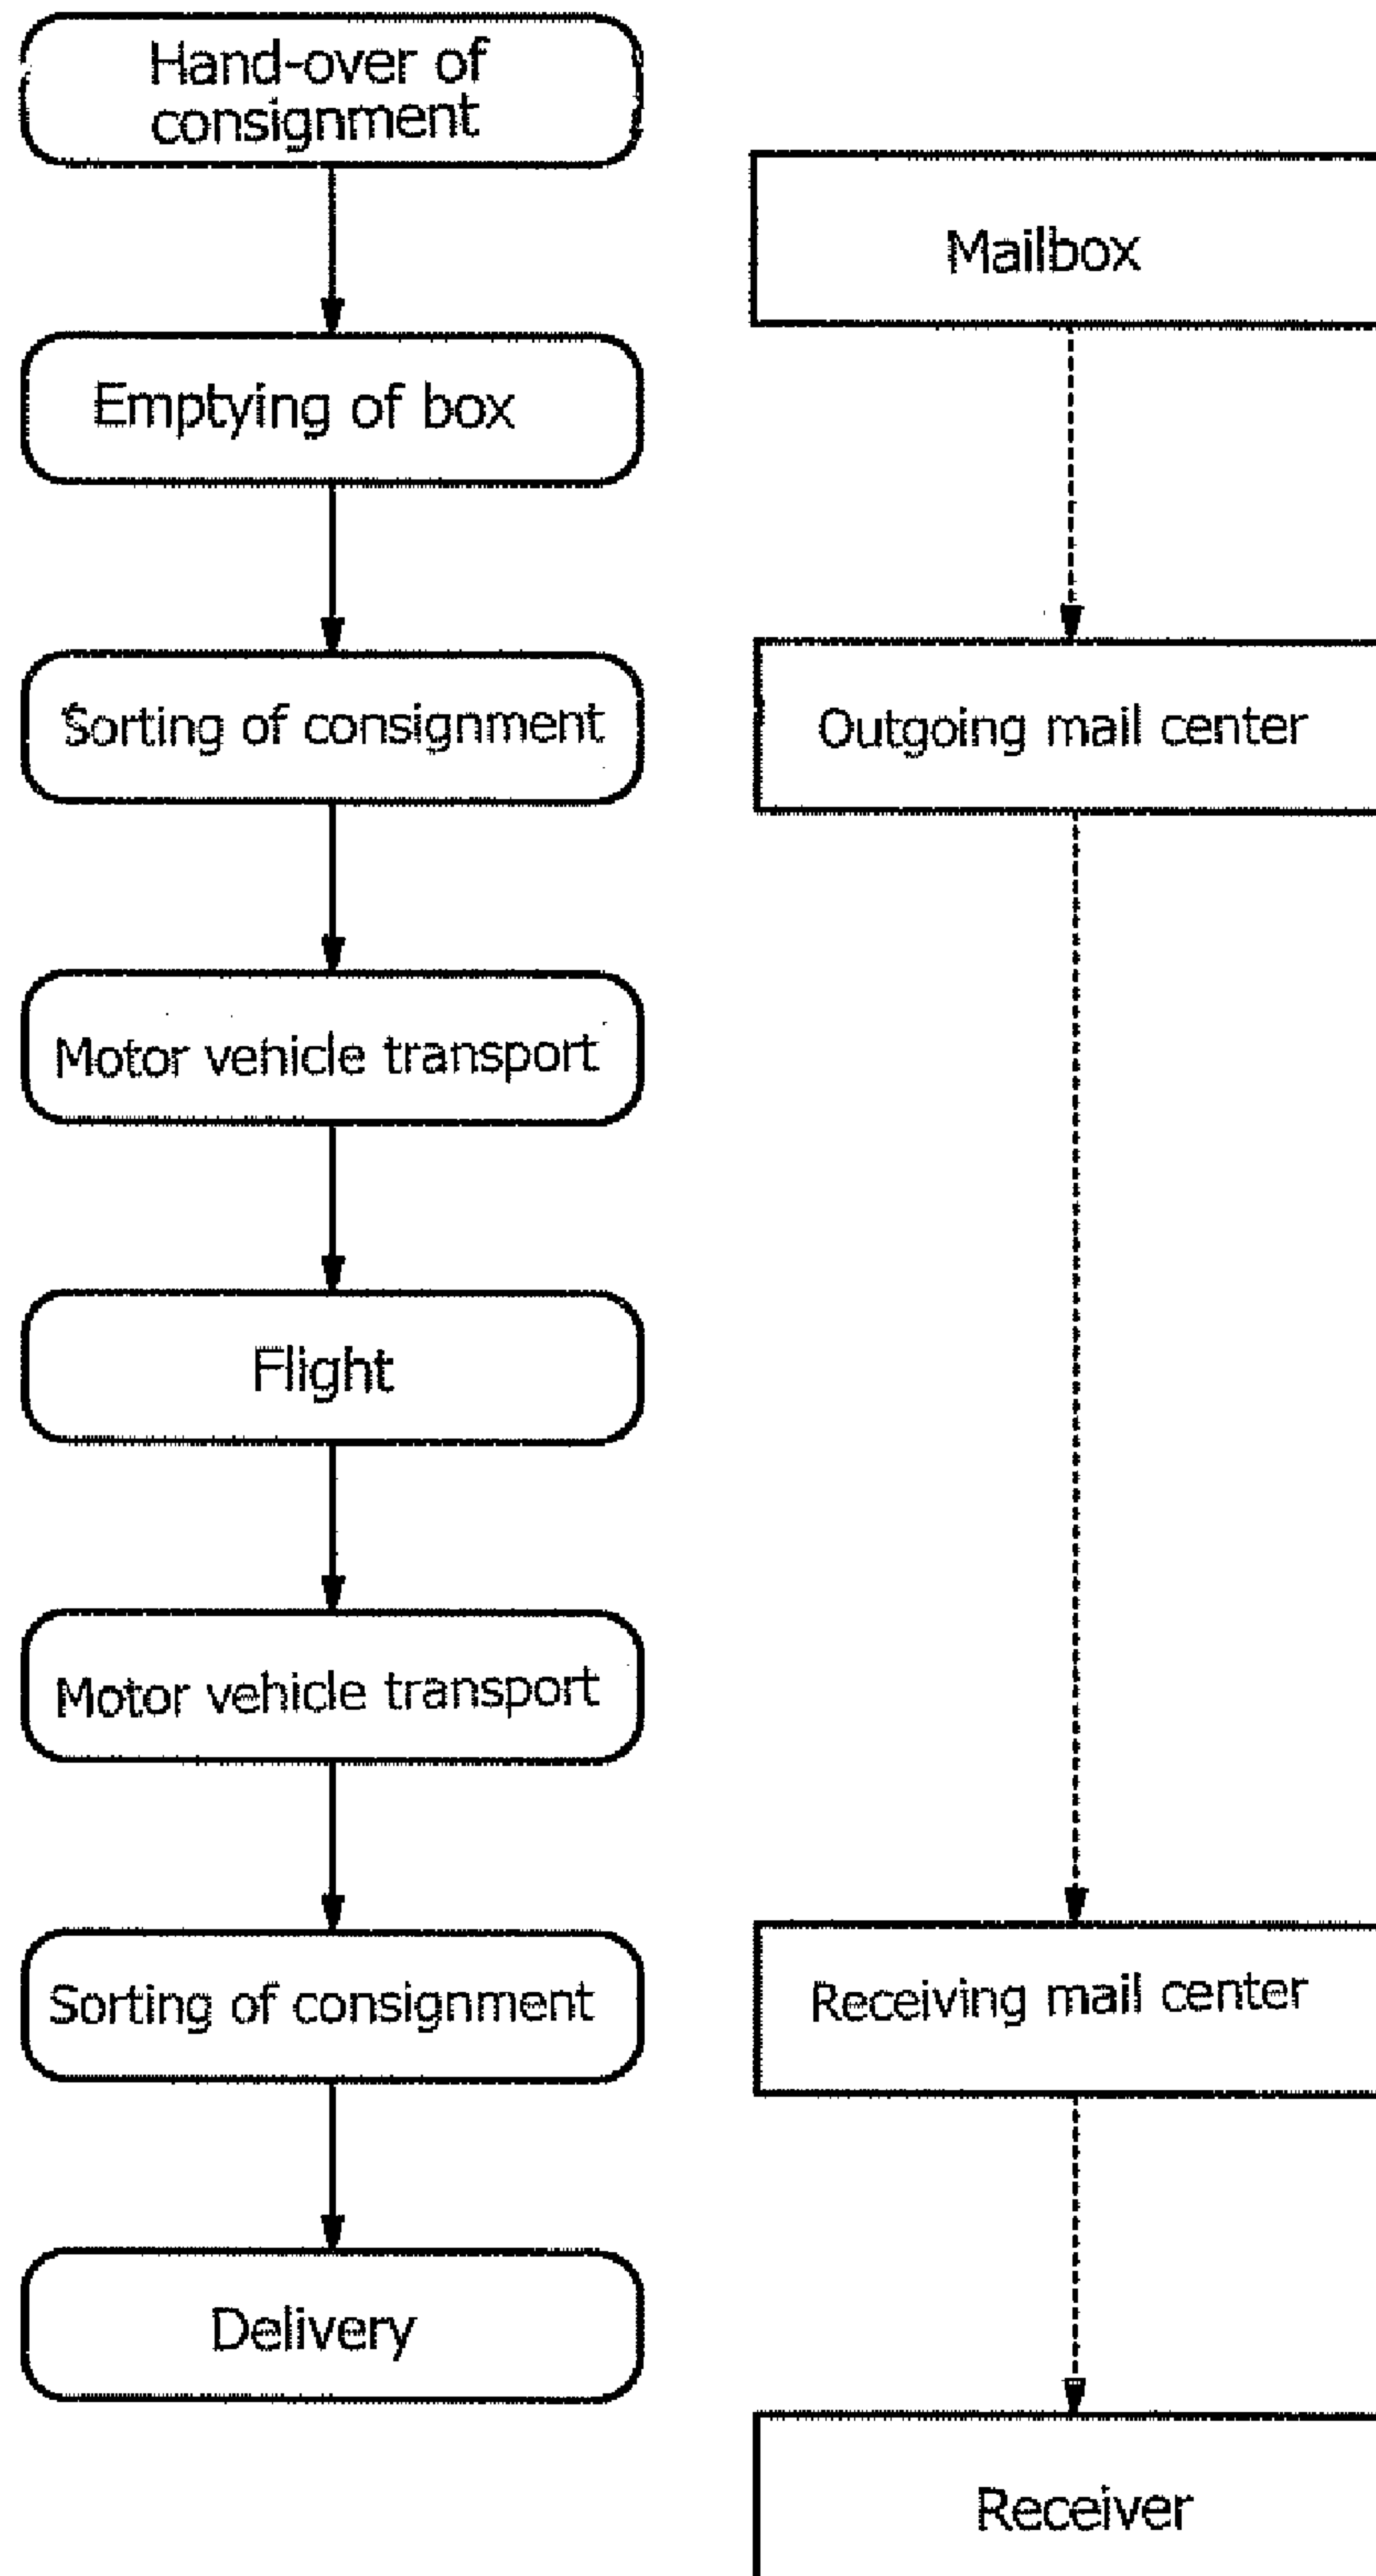 Hand-over of
consignment
Emptying of box
Sorting of consignment
Motor vehicle transport
Flight
Motor vehicle transport
Sorting of consignment
Delivery
Mailbox
Outgoing mail center
Receiving mail center
Receiver